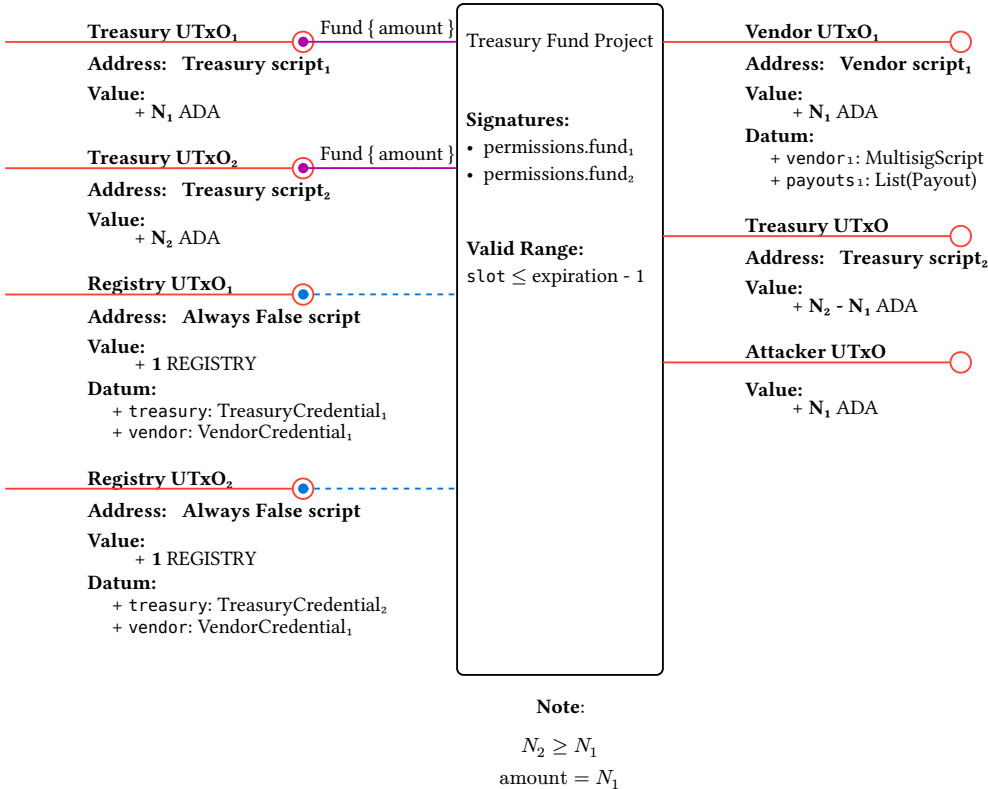 Treasury UTxO₁
Fund { amount }
Address: Treasury script₁
Value:
+ N₁ ADA
Treasury UTxO₂
Fund { amount }
Address: Treasury script₂
Value:
+ N₂ ADA
Registry UTxO₁
Address: Always False script
Value:
+ 1 REGISTRY
Datum:
+ treasury: TreasuryCredential₁
+ vendor: VendorCredential₁
Registry UTxO₂
Address: Always False script
Value:
+ 1 REGISTRY
Datum:
+ treasury: TreasuryCredential₂
+ vendor: VendorCredential₁
Treasury Fund Project
Signatures:
• permissions.fund₁
• permissions.fund₂
Valid Range:
slot ≤ expiration - 1
Vendor UTxO₁
Address: Vendor script₁
Value:
+ N₁ ADA
Datum:
+ vendor₁: MultisigScript
+ payouts₁: List(Payout)
Treasury UTxO
Address: Treasury script₂
Value:
+ N₂ - N₁ ADA
Attacker UTxO
Value:
+ N₁ ADA
Note:
N₂ ≥ N₁
amount = N₁